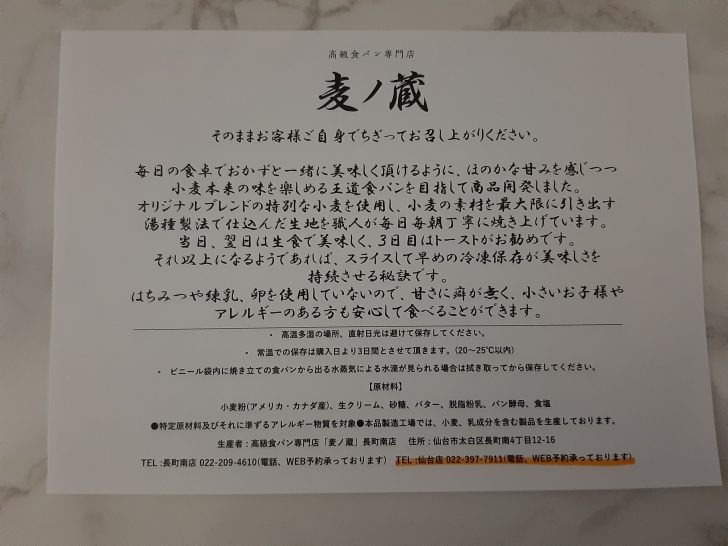 高級食パン専門店
麦ノ蔵
そのままお客様ご自身でちぎってお召し上がりください。
毎日の食卓でおかずと一緒に美味しく頂けるように、ほのかな甘みを感じつつ
小麦本来の味を楽しめる王道食パンを目指して商品開発しました。
オリジナルブレンドの特別な小麦を使用し、小麦の素材を最大限に引き出す
湯種製法で仕込んだ生地を職人が毎日毎朝丁寧に焼き上げています。
当日、翌日は生食で美味しく、3日目はトーストがお勧めです。
それ以上になるようであれば、スライスして早めの冷凍保存が美味しさを
持続させる秘訣です。
はちみつや練乳、卵を使用していないので、甘さに癖が無く、小さいお子様や
アレルギーのある方も安心して食べることができます。
・ 高温多湿の場所、直射日光は避けて保存してください。
・ 常温での保存は購入日より3日間とさせて頂きます。(20～25℃以内)
・ ビニール袋内に焼き立ての食パンから出る水蒸気による水滴が見られる場合は拭き取ってから保存してください。
【原材料】
小麦粉(アメリカ・カナダ産)、生クリーム、砂糖、バター、脱脂粉乳、パン酵母、食塩
●特定原材料及びそれに準ずるアレルギー物質を対象●本品製造工場では、小麦、乳成分を含む製品を生産しております。
生産者：高級食パン専門店「麦ノ蔵」長町南店 住所：仙台市太白区長町南4丁目12-16
TEL :長町南店 022-209-4610(電話、WEB予約承っております) TEL :仙台店 022-397-7911(電話、WEB予約承っております)